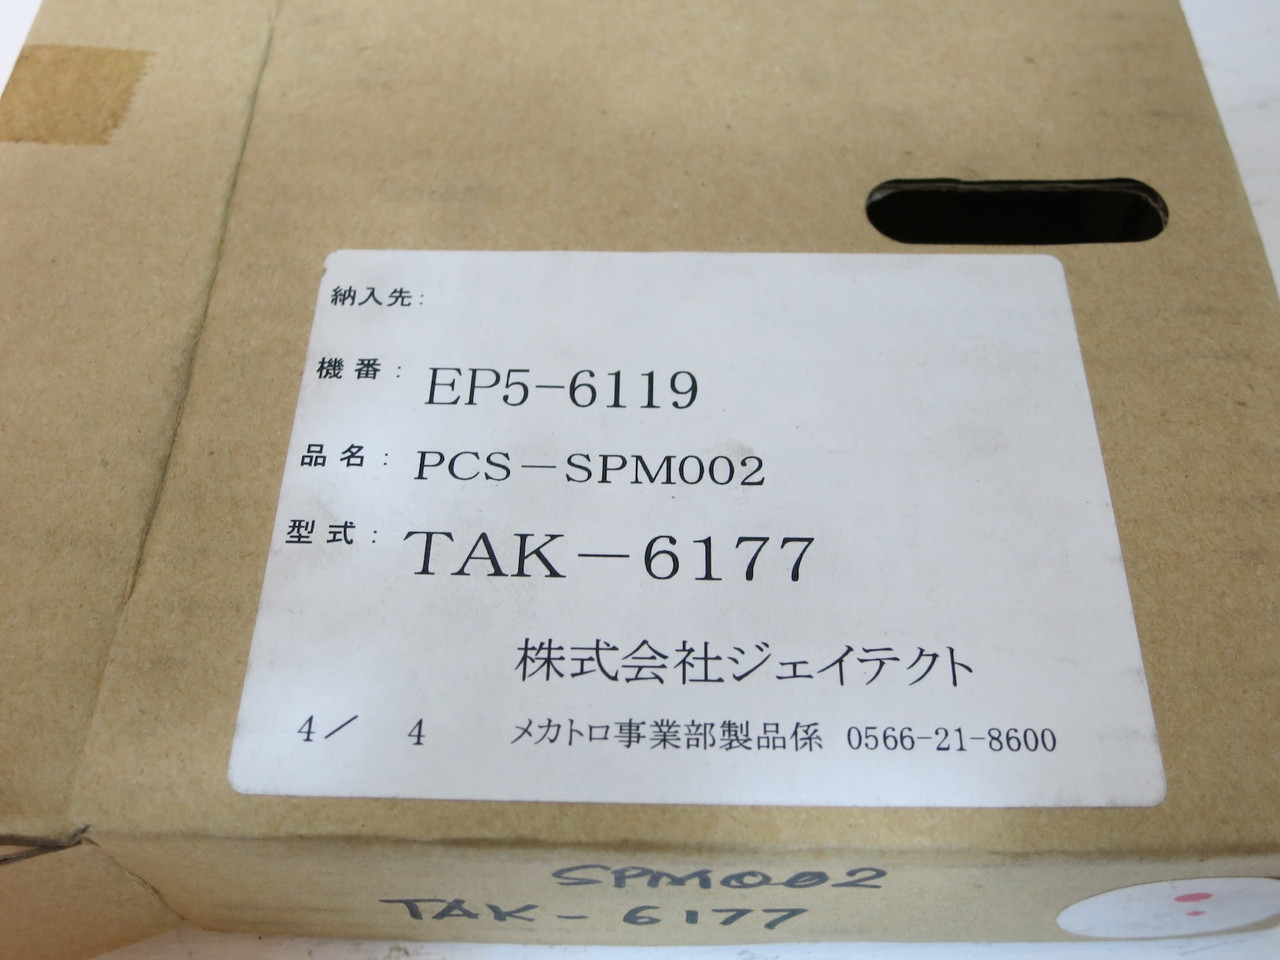 納入先:
機番: EP5-6119
品名: PCS-SPM002
型式: TAK-6177
株式会社ジェイテクト
4/ 4 メカトロ事業部製品係 0566-21-8600
SPM002
TAK-6177